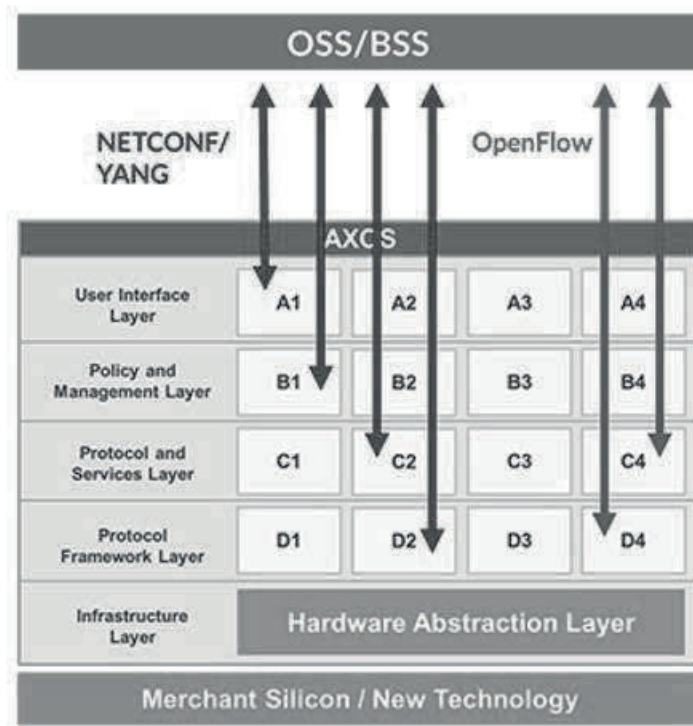 OSS/BSS
NETCONF/
YANG
OpenFlow
AXOS
User Interface
Layer
A1
A2
A3
A4
Policy and
Management Layer
B1
B2
B3
B4
Protocol and
Services Layer
C1
C2
C3
C4
Protocol
Framework Layer
D1
D2
D3
D4
Infrastructure
Layer
Hardware Abstraction Layer
Merchant Silicon / New Technology